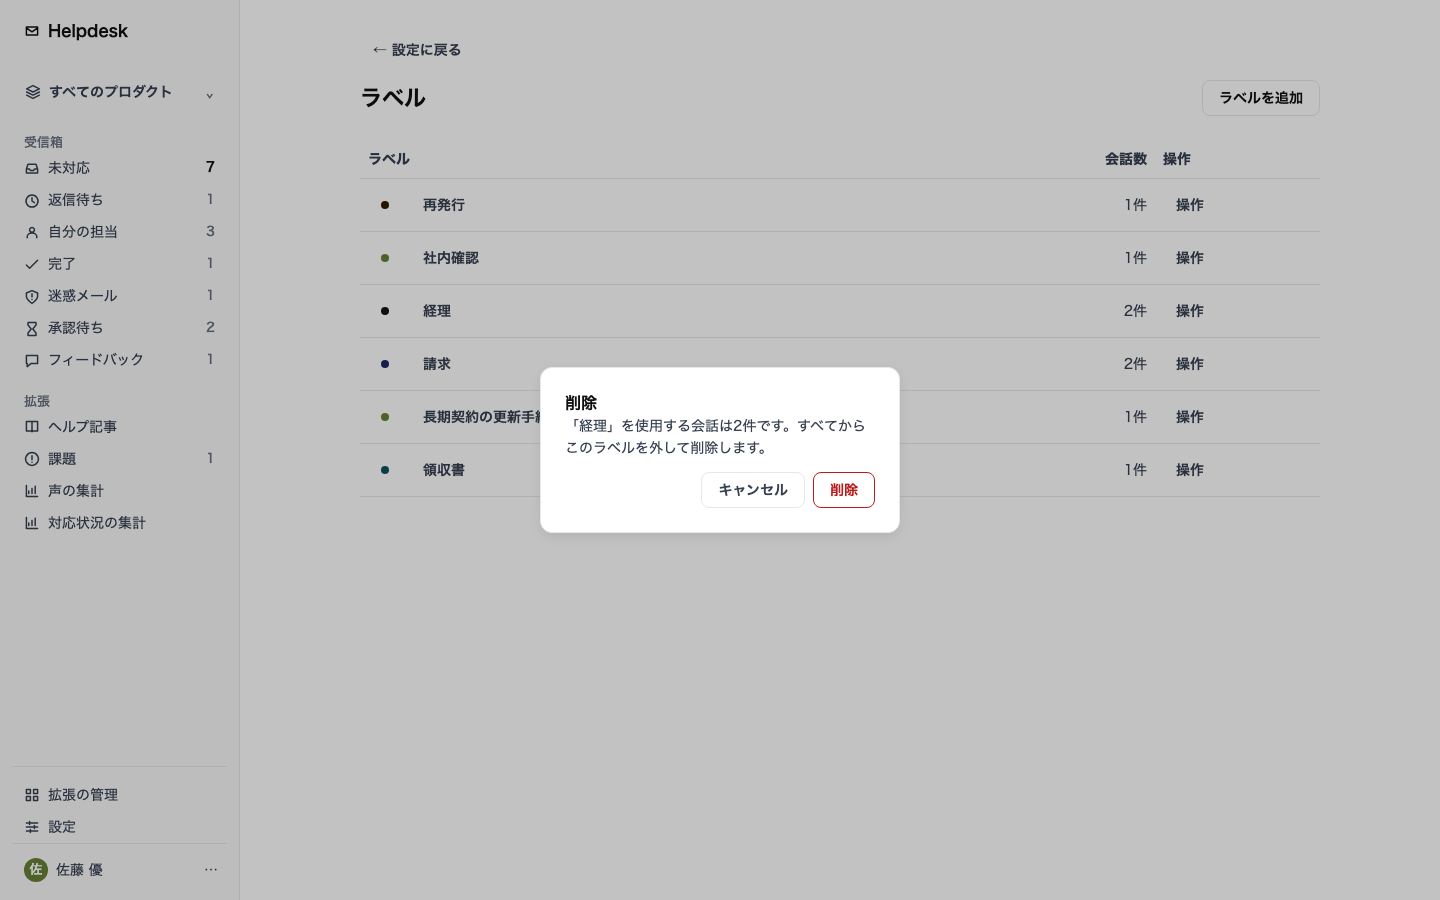 Helpdesk
すべてのプロダクト
受信箱
未対応 7
返信待ち 1
自分の担当 3
完了 1
迷惑メール 1
承認待ち 2
フィードバック 1
拡張
ヘルプ記事
課題 1
声の集計
対応状況の集計
拡張の管理
設定
佐 佐藤 優 …
← 設定に戻る
ラベル
ラベルを追加
ラベル 会話数 操作
再発行 1件 操作
社内確認 1件 操作
経理 2件 操作
請求 2件 操作
長期契約の更新手 1件 操作
領収書 1件 操作
削除
「経理」を使用する会話は2件です。すべてから
このラベルを外して削除します。
キャンセル 削除